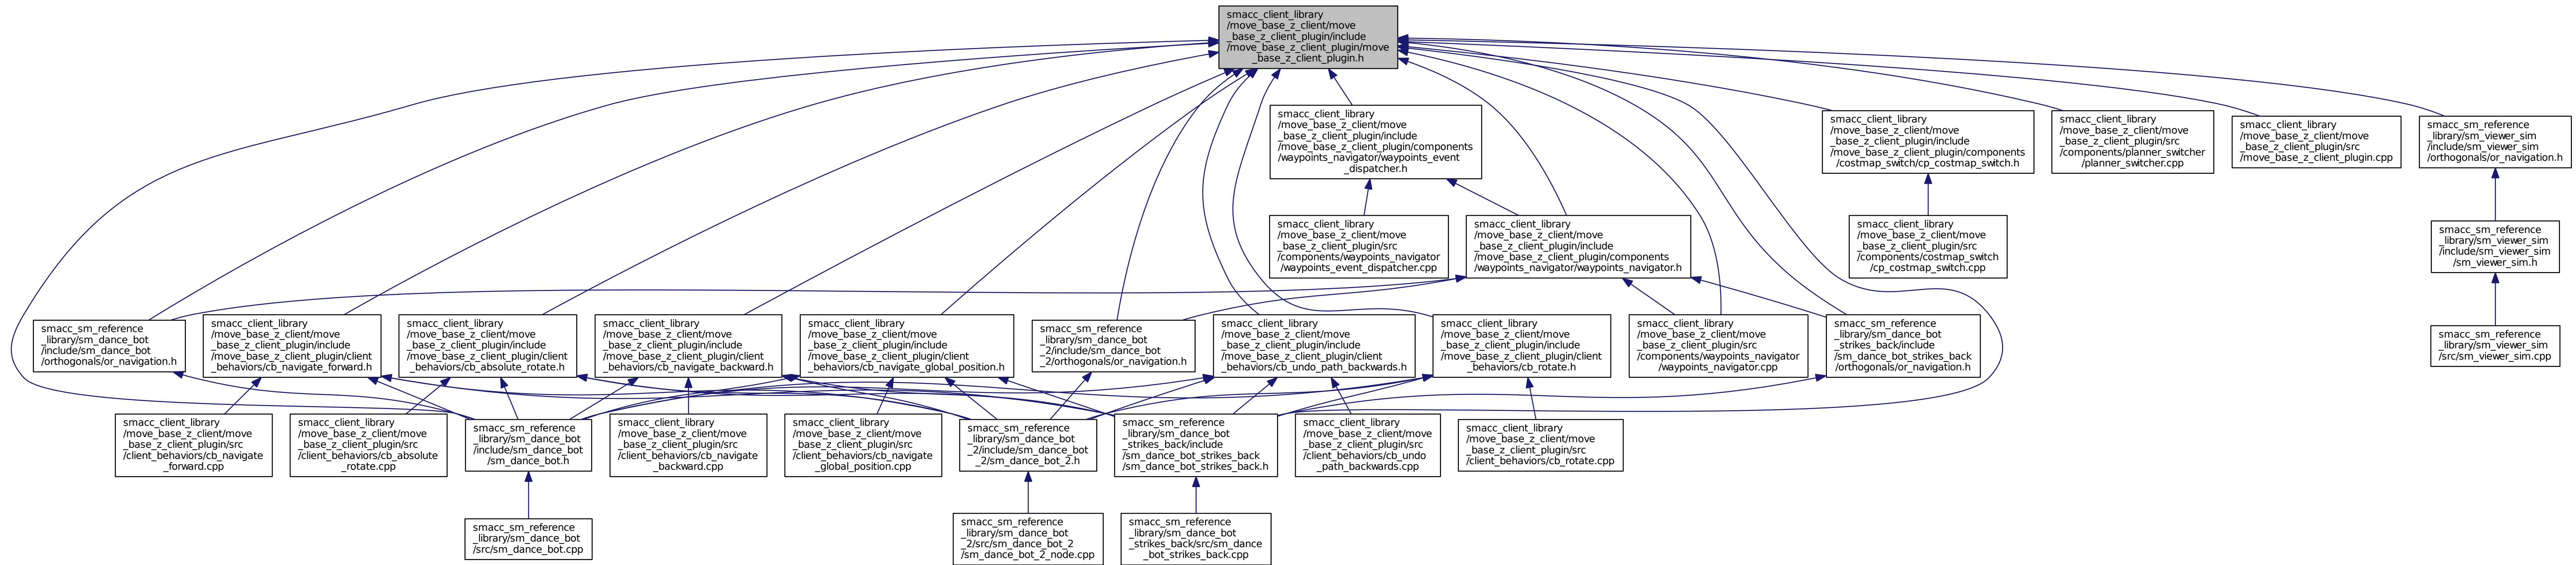 smacc_client_library
/move_base_z_client/move
_base_z_client_plugin/include
/move_base_z_client_plugin/move
_base_z_client_plugin.h
smacc_client_library
/move_base_z_client/move
_base_z_client_plugin/include
/move_base_z_client_plugin/components
/waypoints_navigator/waypoints_event
_dispatcher.h
smacc_client_library
/move_base_z_client/move
_base_z_client_plugin/include
/move_base_z_client_plugin/components
/costmap_switch/cp_costmap_switch.h
smacc_client_library
/move_base_z_client/move
_base_z_client_plugin/src
/components/planner_switcher
/planner_switcher.cpp
smacc_client_library
/move_base_z_client/move
_base_z_client_plugin/src
/move_base_z_client_plugin.cpp
smacc_sm_reference
_library/sm_viewer_sim
/include/sm_viewer_sim
/orthogonals/or_navigation.h
smacc_client_library
/move_base_z_client/move
_base_z_client_plugin/src
/components/waypoints_navigator
/waypoints_event_dispatcher.cpp
smacc_client_library
/move_base_z_client/move
_base_z_client_plugin/include
/move_base_z_client_plugin/components
/waypoints_navigator/waypoints_navigator.h
smacc_client_library
/move_base_z_client/move
_base_z_client_plugin/src
/components/costmap_switch
/cp_costmap_switch.cpp
smacc_sm_reference
_library/sm_viewer_sim
/include/sm_viewer_sim
/sm_viewer_sim.h
smacc_sm_reference
_library/sm_dance_bot
/include/sm_dance_bot
/orthogonals/or_navigation.h
smacc_client_library
/move_base_z_client/move
_base_z_client_plugin/include
/move_base_z_client_plugin/client
_behaviors/cb_navigate_forward.h
smacc_client_library
/move_base_z_client/move
_base_z_client_plugin/include
/move_base_z_client_plugin/client
_behaviors/cb_absolute_rotate.h
smacc_client_library
/move_base_z_client/move
_base_z_client_plugin/include
/move_base_z_client_plugin/client
_behaviors/cb_navigate_backward.h
smacc_client_library
/move_base_z_client/move
_base_z_client_plugin/include
/move_base_z_client_plugin/client
_behaviors/cb_navigate_global_position.h
smacc_sm_reference
_library/sm_dance_bot
_2/include/sm_dance_bot
_2/orthogonals/or_navigation.h
smacc_client_library
/move_base_z_client/move
_base_z_client_plugin/include
/move_base_z_client_plugin/client
_behaviors/cb_undo_path_backwards.h
smacc_client_library
/move_base_z_client/move
_base_z_client_plugin/include
/move_base_z_client_plugin/client
_behaviors/cb_rotate.h
smacc_client_library
/move_base_z_client/move
_base_z_client_plugin/src
/components/waypoints_navigator
/waypoints_navigator.cpp
smacc_sm_reference
_library/sm_dance_bot
_strikes_back/include
/sm_dance_bot_strikes_back
/orthogonals/or_navigation.h
smacc_sm_reference
_library/sm_viewer_sim
/src/sm_viewer_sim.cpp
smacc_client_library
/move_base_z_client/move
_base_z_client_plugin/src
/client_behaviors/cb_navigate
_forward.cpp
smacc_client_library
/move_base_z_client/move
_base_z_client_plugin/src
/client_behaviors/cb_absolute
_rotate.cpp
smacc_sm_reference
_library/sm_dance_bot
/include/sm_dance_bot
/sm_dance_bot.h
smacc_client_library
/move_base_z_client/move
_base_z_client_plugin/src
/client_behaviors/cb_navigate
_backward.cpp
smacc_client_library
/move_base_z_client/move
_base_z_client_plugin/src
/client_behaviors/cb_navigate
_global_position.cpp
smacc_sm_reference
_library/sm_dance_bot
_2/include/sm_dance_bot
_2/sm_dance_bot_2.h
smacc_sm_reference
_library/sm_dance_bot
_strikes_back/include
/sm_dance_bot_strikes_back
/sm_dance_bot_strikes_back.h
smacc_client_library
/move_base_z_client/move
_base_z_client_plugin/src
/client_behaviors/cb_undo
_path_backwards.cpp
smacc_client_library
/move_base_z_client/move
_base_z_client_plugin/src
/client_behaviors/cb_rotate.cpp
smacc_sm_reference
_library/sm_dance_bot
/src/sm_dance_bot.cpp
smacc_sm_reference
_library/sm_dance_bot
_2/src/sm_dance_bot_2
/sm_dance_bot_2_node.cpp
smacc_sm_reference
_library/sm_dance_bot
_strikes_back/src/sm_dance
_bot_strikes_back.cpp